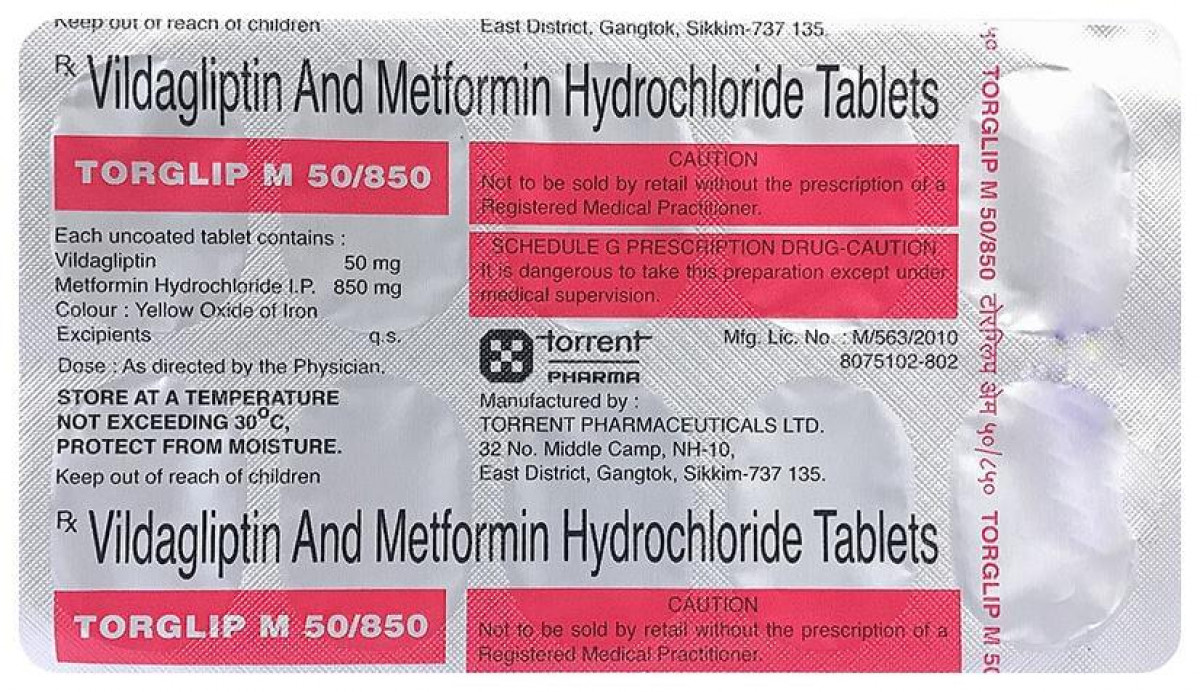 Keep out of reach of children
East District, Gangtok, Sikkim-737 135.
Rx Vildagliptin And Metformin Hydrochloride Tablets
TORGLIP M 50/850
CAUTION
Not to be sold by retail without the prescription of a
Registered Medical Practitioner.
SCHEDULE G PRESCRIPTION DRUG-CAUTION
It is dangerous to take this preparation except under
medical supervision.
Each uncoated tablet contains :
Vildagliptin 50 mg
Metformin Hydrochloride I.P. 850 mg
Colour : Yellow Oxide of Iron
Excipients q.s.
Dose : As directed by the Physician.
STORE AT A TEMPERATURE
NOT EXCEEDING 30°C,
PROTECT FROM MOISTURE.
Keep out of reach of children
torrent
PHARMA
Mfg. Lic. No. : M/563/2010
8075102-802
Manufactured by :
TORRENT PHARMACEUTICALS LTD.
32 No. Middle Camp, NH-10,
East District, Gangtok, Sikkim-737 135.
Rx Vildagliptin And Metformin Hydrochloride Tablets
TORGLIP M 50/850
CAUTION
Not to be sold by retail without the prescription of a
Registered Medical Practitioner.
५० TORGLIP M 50/850 टोरग्लिप एम ५०/८५० TORGLIP M 50